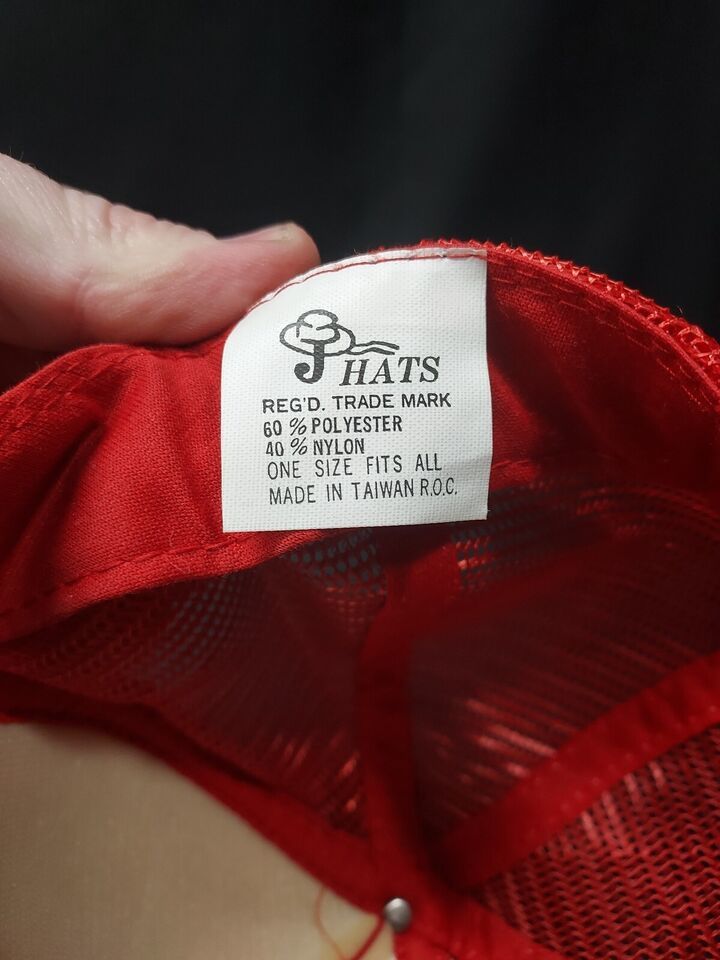 J HATS
REG'D. TRADE MARK
60 % POLYESTER
40 % NYLON
ONE SIZE FITS ALL
MADE IN TAIWAN R.O.C.